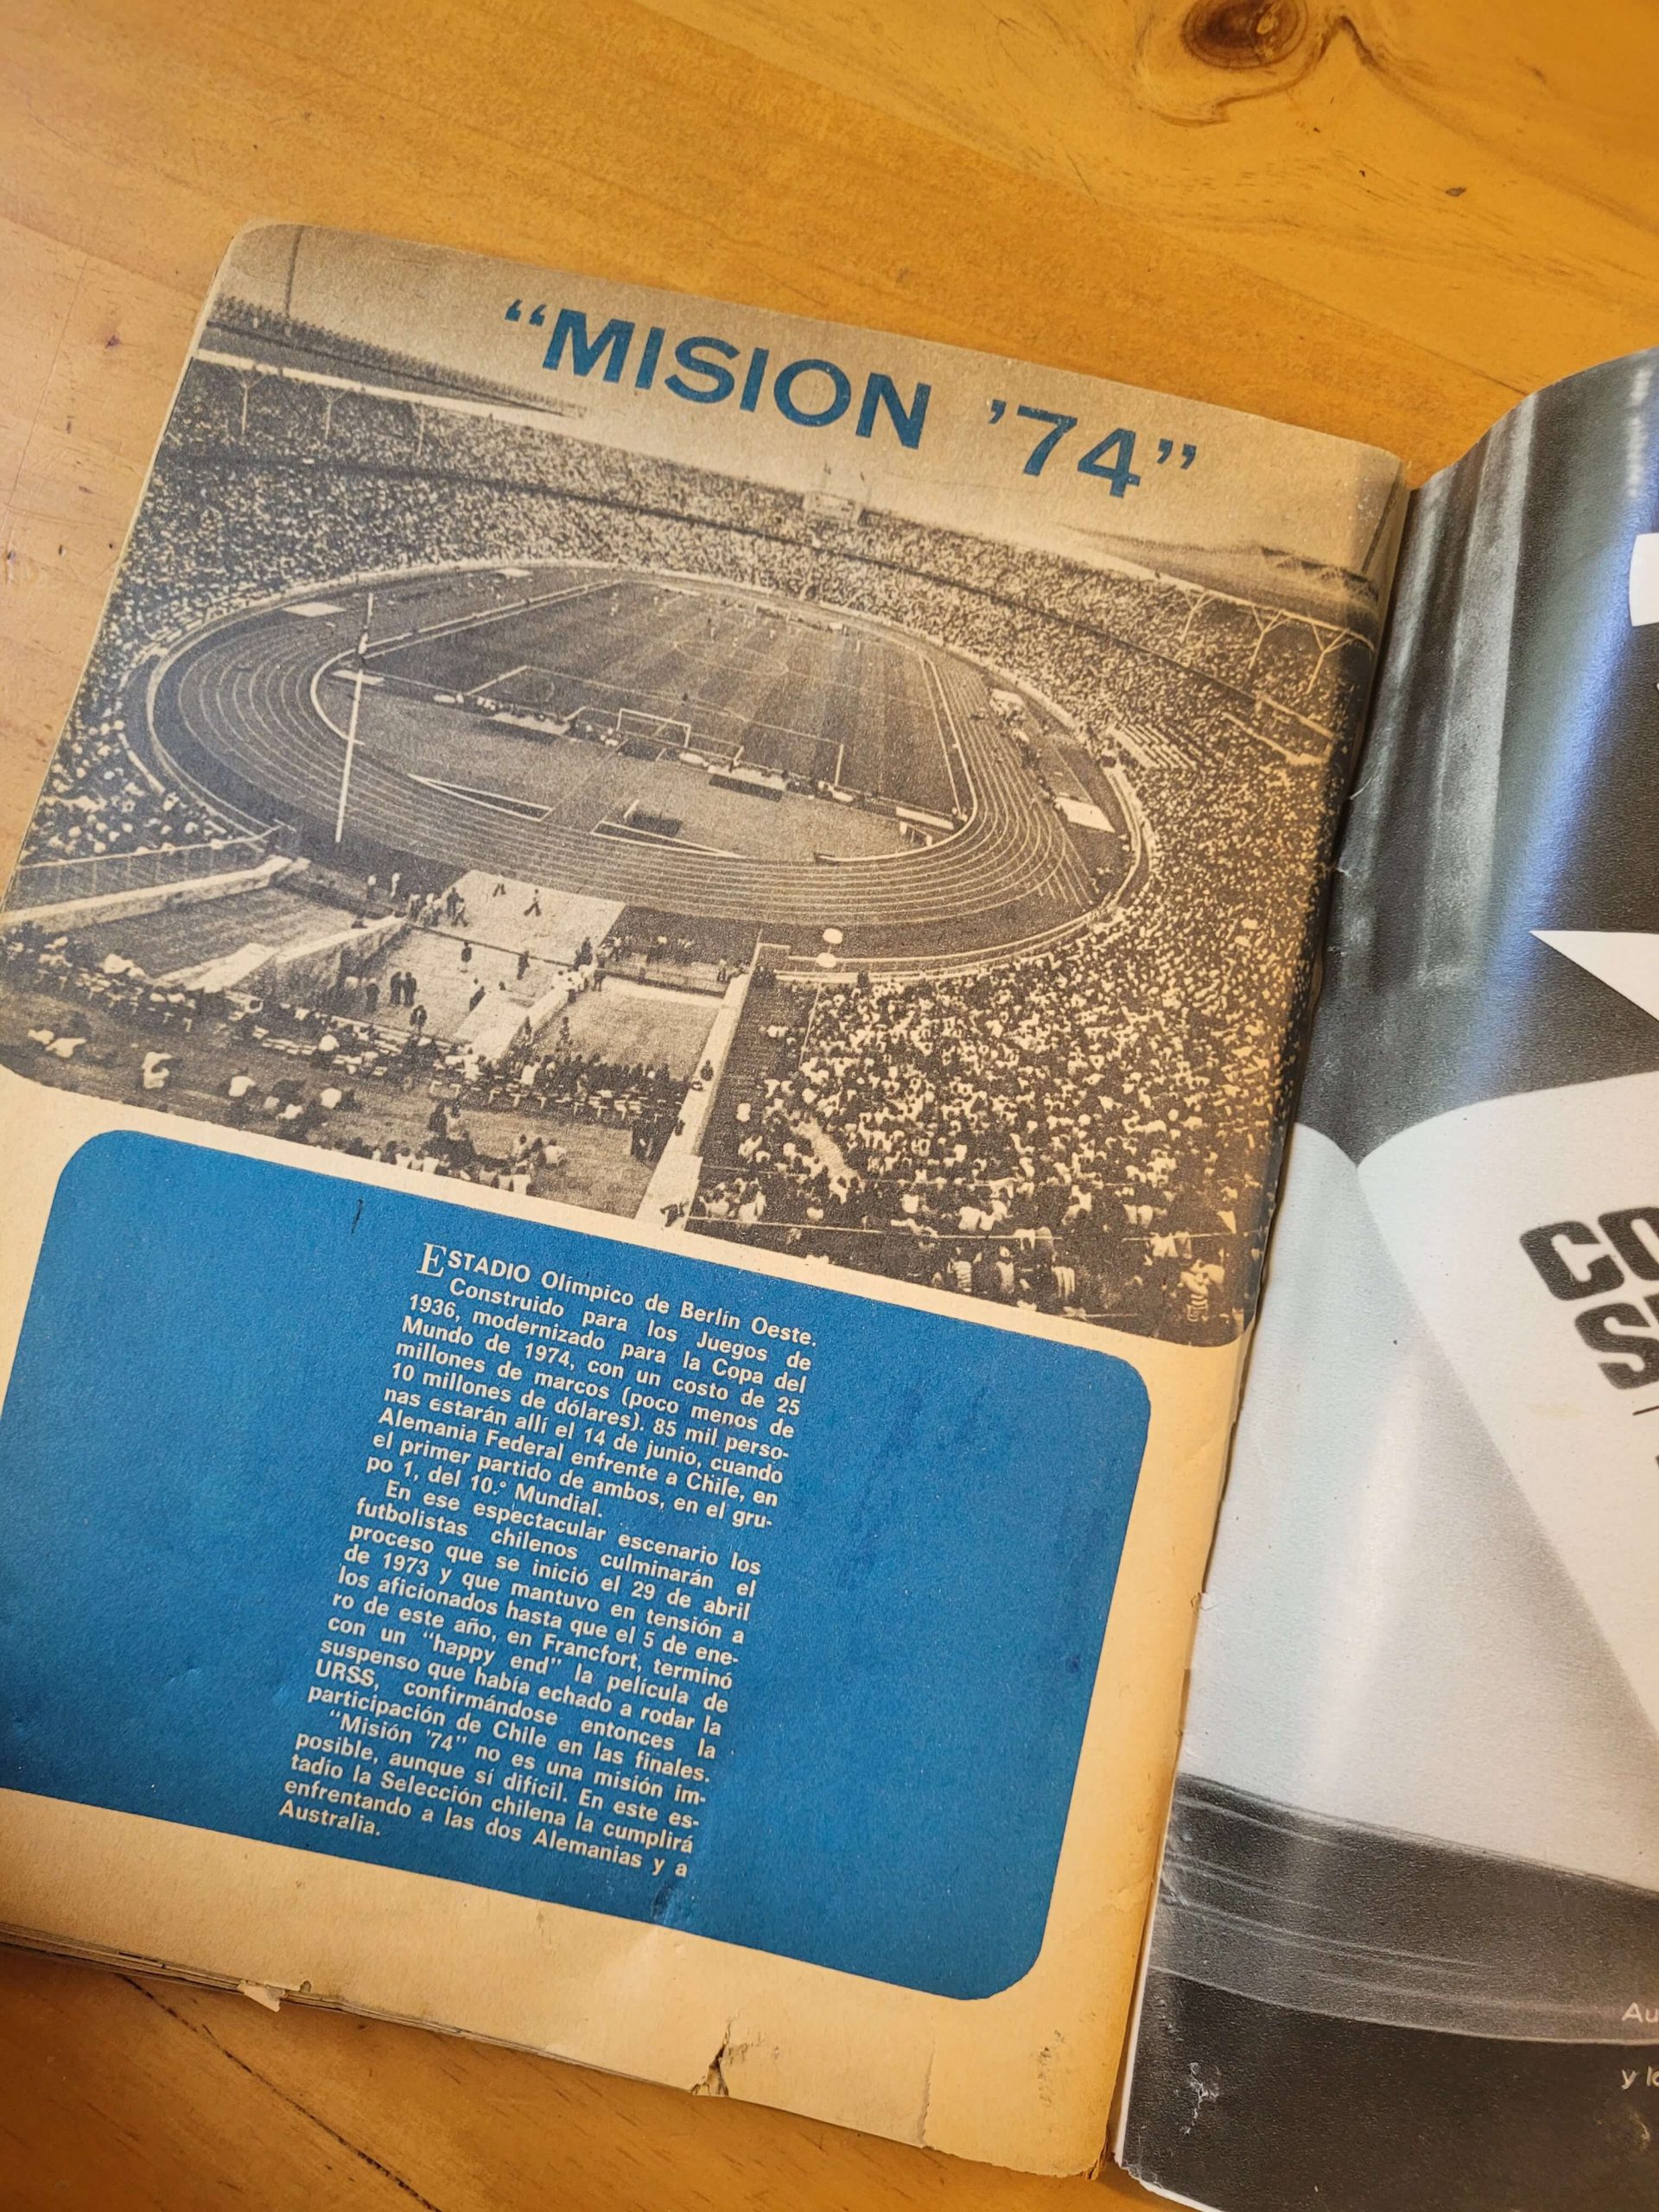 “MISION ’74”
ESTADIO Olímpico de Berlín Oeste.
Construido para los Juegos de
1936, modernizado para la Copa del
Mundo de 1974, con un costo de 25
millones de marcos (poco menos de
10 millones de dólares). 85 mil perso-
nas estarán allí el 14 de junio, cuando
Alemania Federal enfrente a Chile, en
el primer partido de ambos, en el gru-
po 1, del 10.º Mundial.
En ese espectacular escenario los
futbolistas chilenos culminarán el
proceso que se inició el 29 de abril
de 1973 y que mantuvo en tensión a
los aficionados hasta que el 5 de ene-
ro de este año, en Francfort, terminó
con un “happy end” la película de
suspenso que había echado a rodar la
URSS, confirmándose entonces la
participación de Chile en las finales.
“Misión ’74” no es una misión im-
posible, aunque sí difícil. En este es-
tadio la Selección chilena la cumplirá
enfrentando a las dos Alemanias y a
Australia.
CO
S
Au
y lo